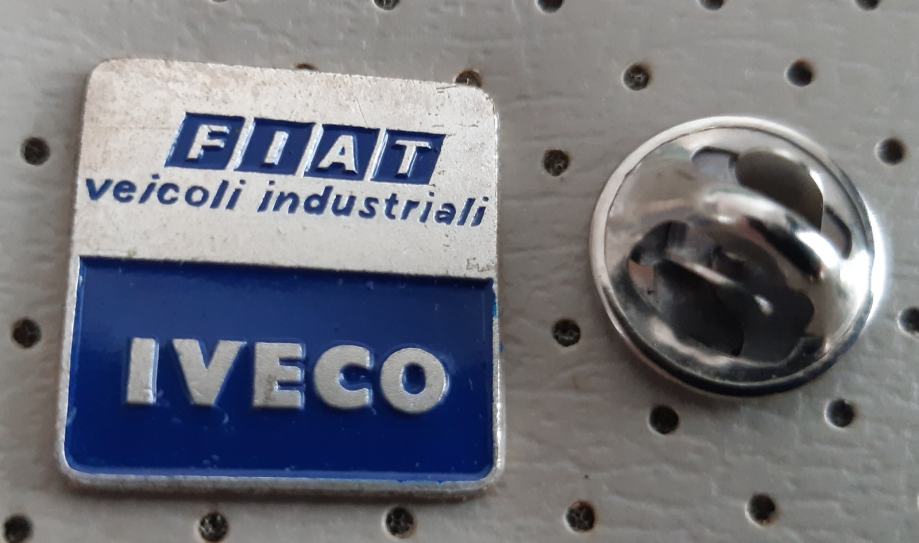 FIAT
veicoli industriali
IVECO